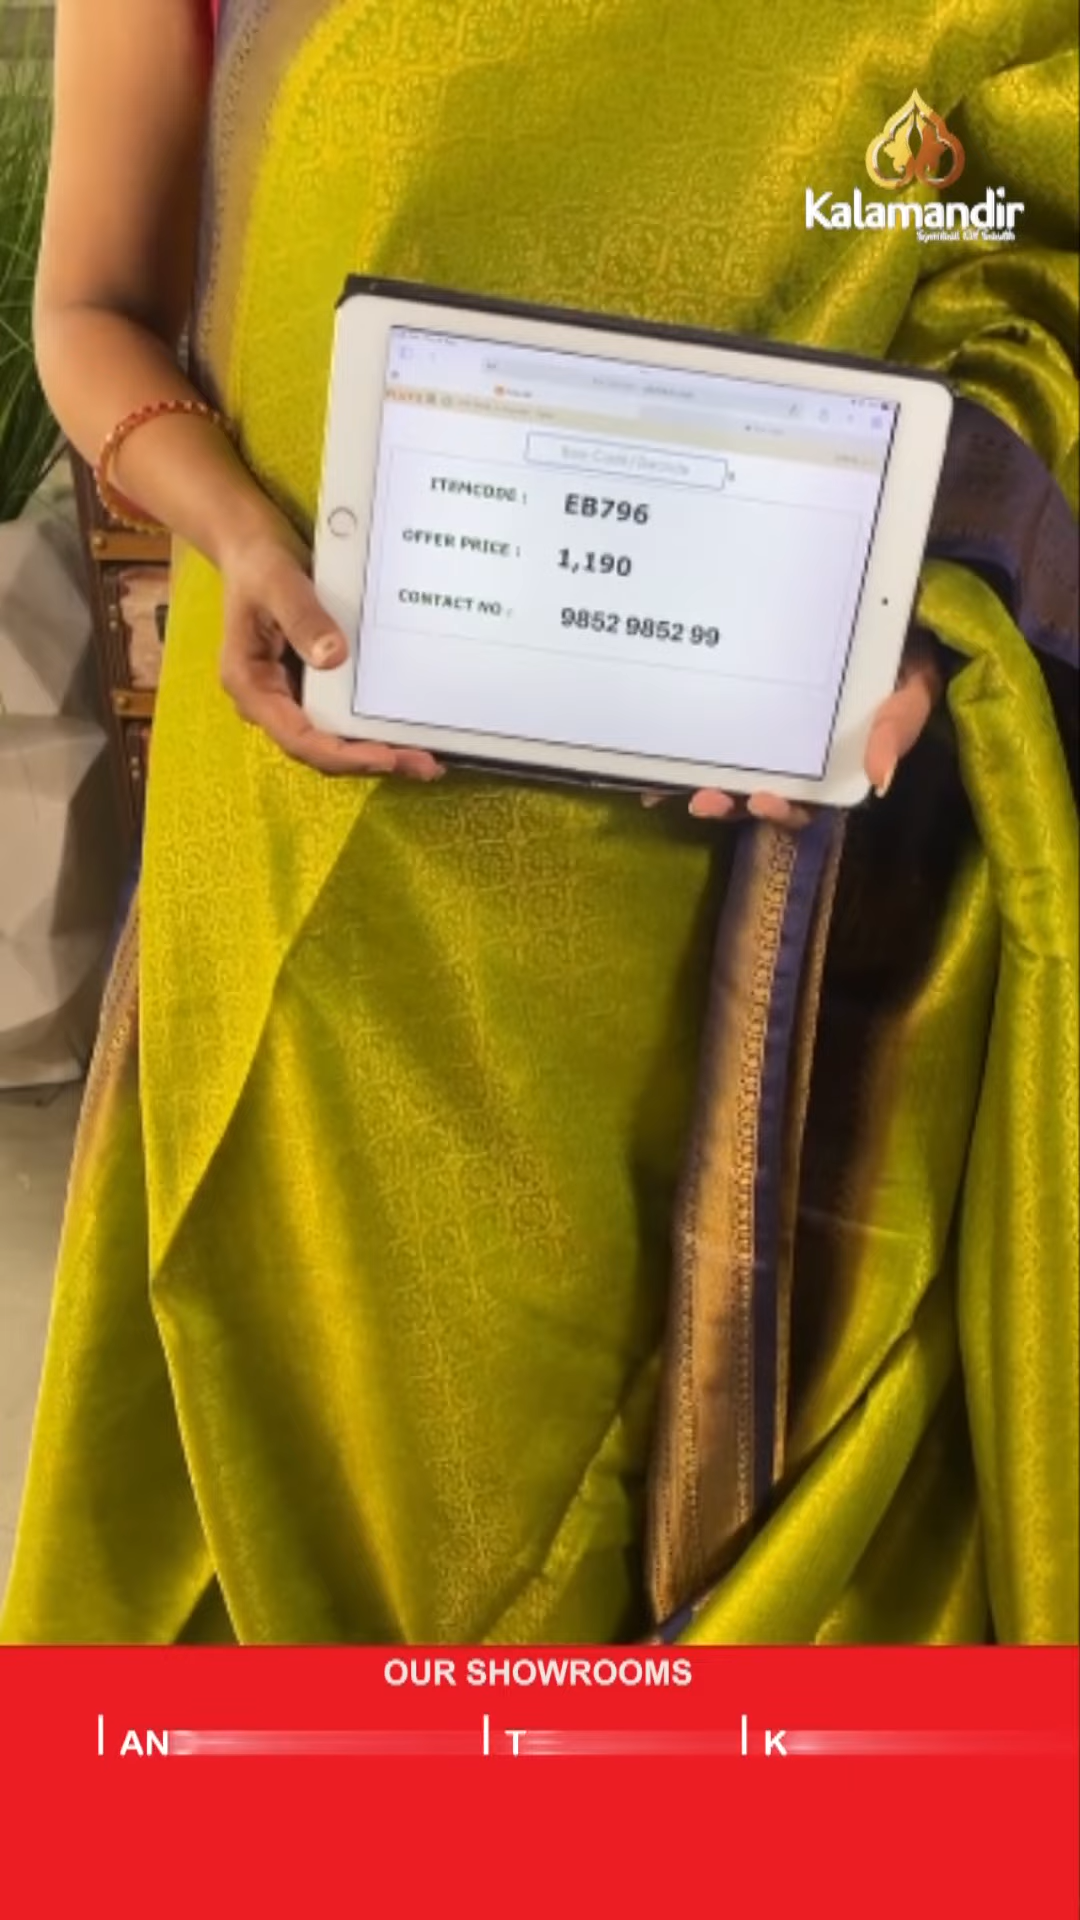 Kalamandir
ITEMCODE : EB796
OFFER PRICE : 1,190
CONTACT NO : 9852 9852 99
OUR SHOWROOMS
| AN | T | K